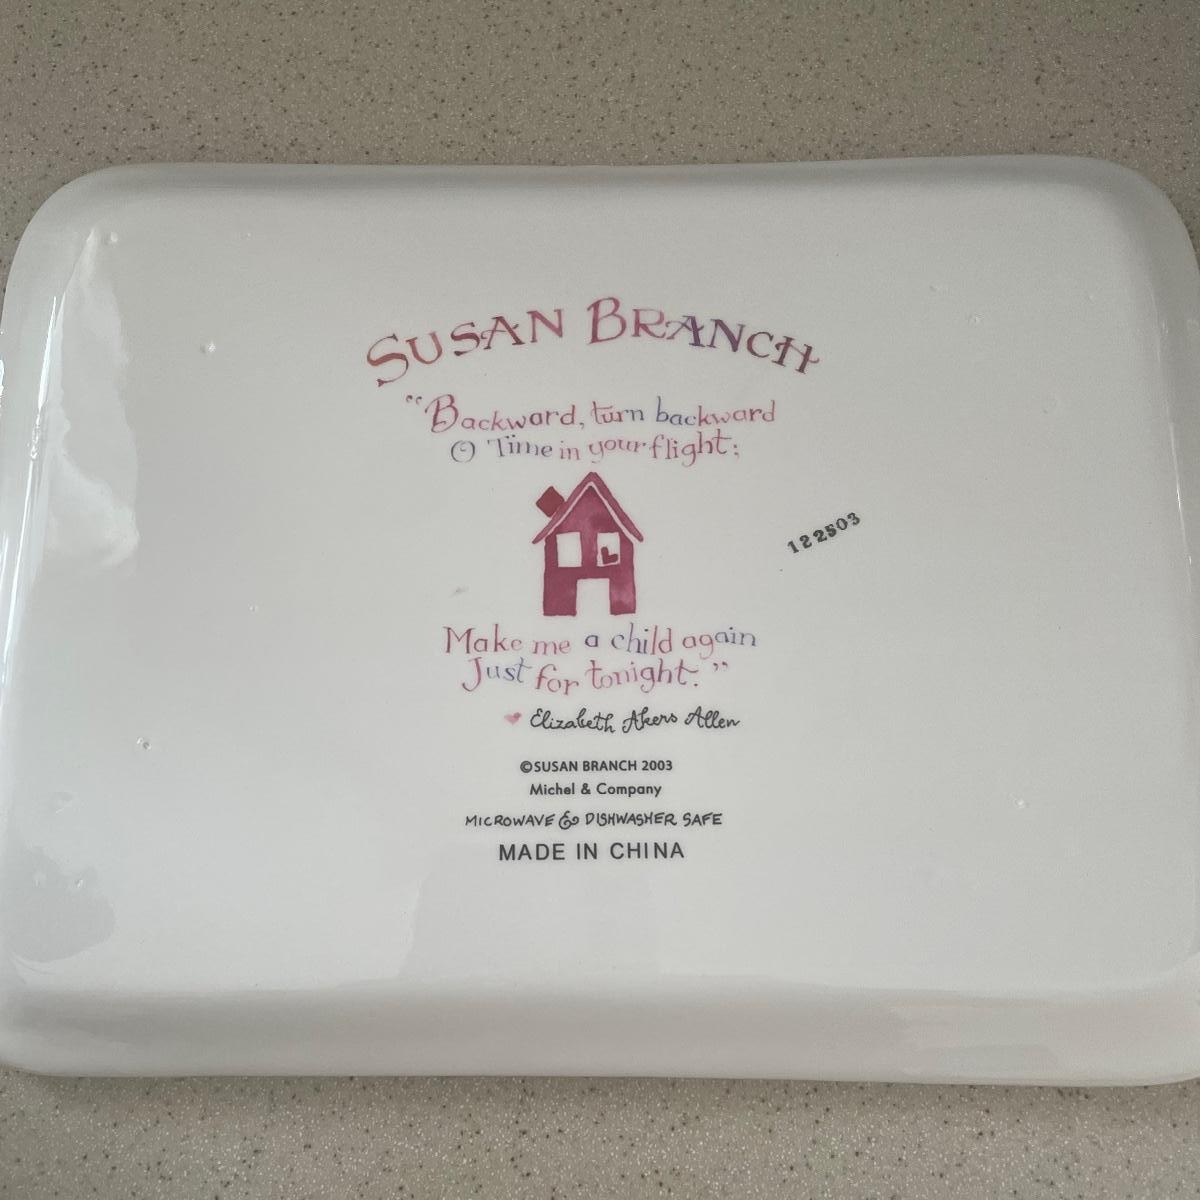 SUSAN BRANCH
"Backward, turn backward
O Time in your flight;
Make me a child again
Just for tonight."
Elizabeth Akers Allen
©SUSAN BRANCH 2003
Michel & Company
MICROWAVE & DISHWASHER SAFE
MADE IN CHINA
122503